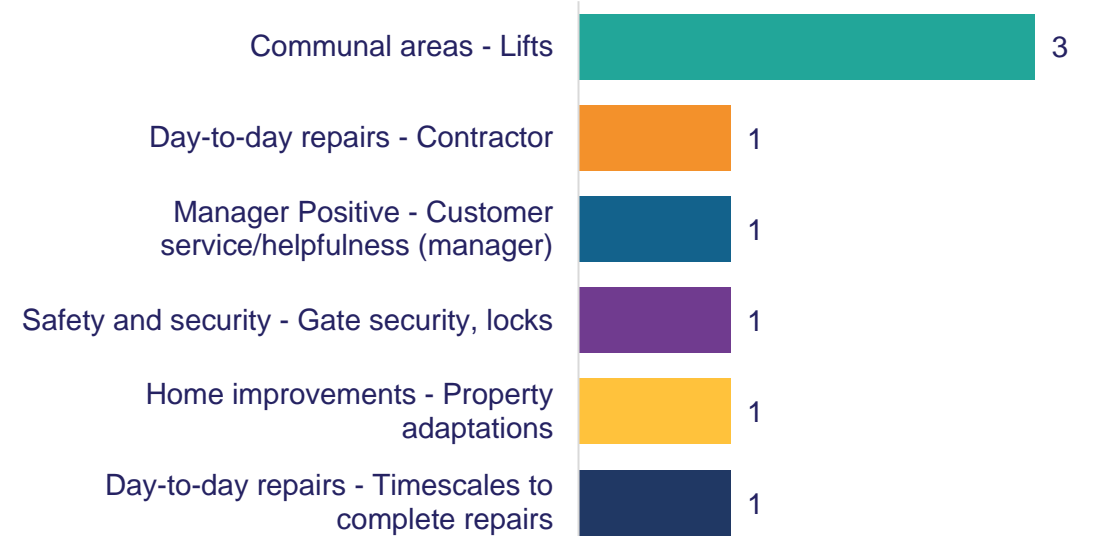 Communal areas - Lifts
3
Day-to-day repairs - Contractor
1
Manager Positive - Customer
service/helpfulness (manager)
1
Safety and security - Gate security, locks
1
Home improvements - Property
adaptations
1
Day-to-day repairs - Timescales to
complete repairs
1